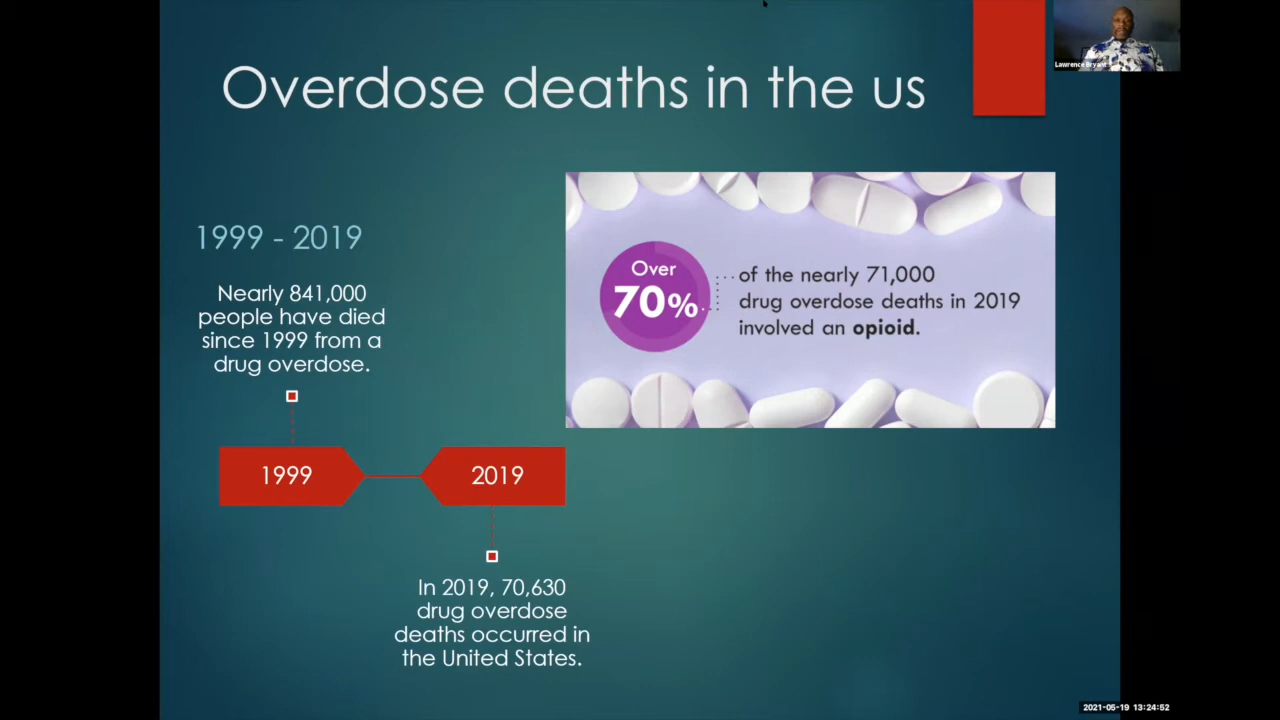 Overdose deaths in the us
Lawrence Bryant
1999 - 2019
Nearly 841,000
people have died
since 1999 from a
drug overdose.
1999
2019
In 2019, 70,630
drug overdose
deaths occurred in
the United States.
Over
70%
of the nearly 71,000
drug overdose deaths in 2019
involved an opioid.
2021-05-19 13:24:52